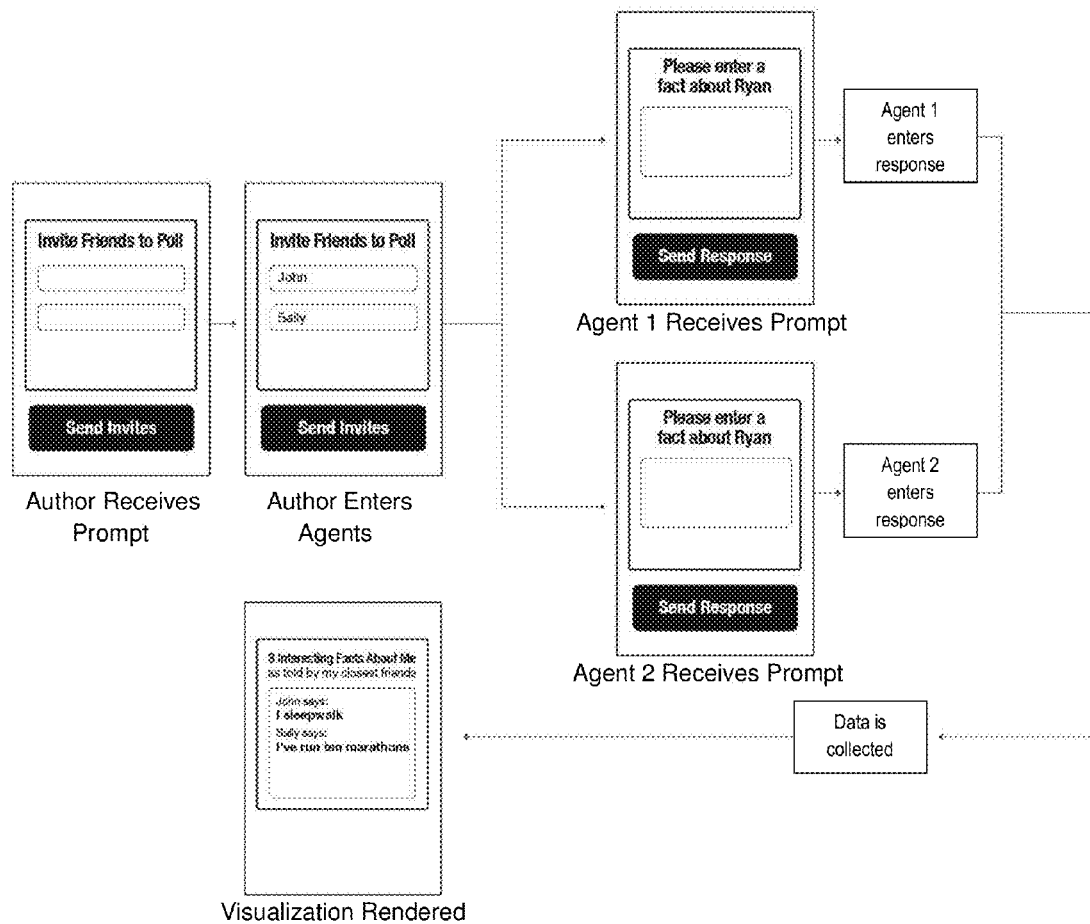 Invite Friends to Poll
Send Invites
Author Receives
Prompt
Invite Friends to Poll
John
Sally
Send Invites
Author Enters
Agents
Please enter a
fact about Ryan
Send Response
Agent 1 Receives Prompt
Agent 1
enters
response
Please enter a
fact about Ryan
Send Response
Agent 2 Receives Prompt
Agent 2
enters
response
Data is
collected
8 Interesting Facts About Me
as told by my closest friends
John says:
I sleepwalk
Sally says:
I've run ten marathons
Visualization Rendered